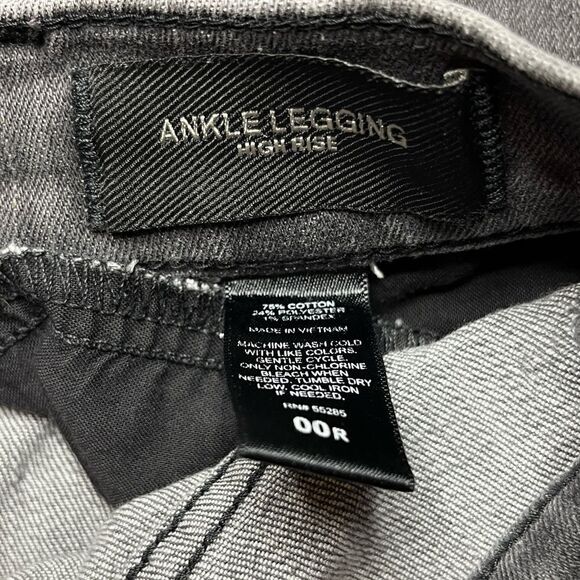 ANKLE LEGGING
HIGH RISE
75% COTTON
24% POLYESTER
1% SPANDEX
MADE IN VIETNAM
MACHINE WASH COLD
WITH LIKE COLORS.
GENTLE CYCLE.
ONLY NON-CHLORINE
BLEACH WHEN
NEEDED. TUMBLE DRY
LOW. COOL IRON
IF NEEDED.
RN# 55285
00R